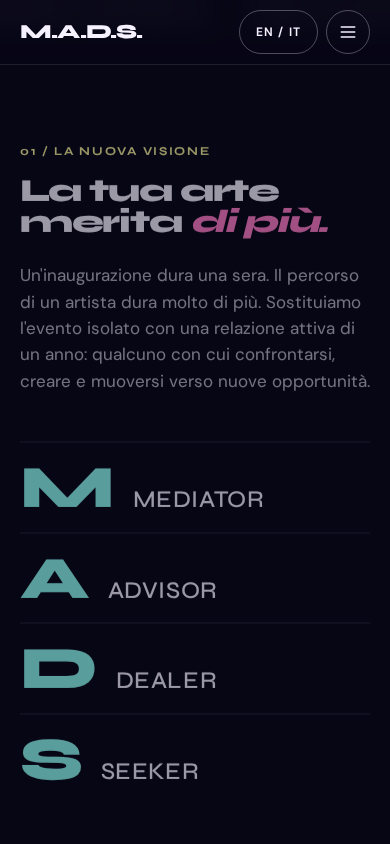 M.A.D.S.
EN / IT
01 / LA NUOVA VISIONE
La tua arte
merita di più.
Un'inaugurazione dura una sera. Il percorso
di un artista dura molto di più. Sostituiamo
l'evento isolato con una relazione attiva di
un anno: qualcuno con cui confrontarsi,
creare e muoversi verso nuove opportunità.
M MEDIATOR
A ADVISOR
D DEALER
S SEEKER